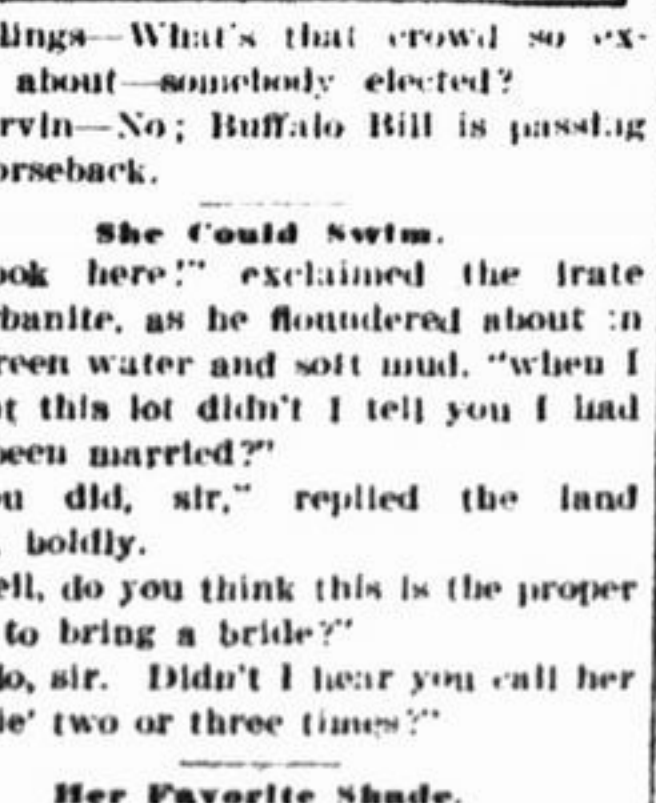 lings—What's that crowd so ex-
about—somebody elected?
rvin—No; Buffalo Bill is passing
orseback.
She Could Swim.
ook here!" exclaimed the irate
banite, as he floundered about in
reen water and soft mud, "when I
t this lot didn't I tell you I had
been married?"
u did, sir," replied the land
, boldly.
ell, do you think this is the proper
to bring a bride?"
lo, sir. Didn't I hear you call her
ie' two or three times?"
Her Favorite Shade.